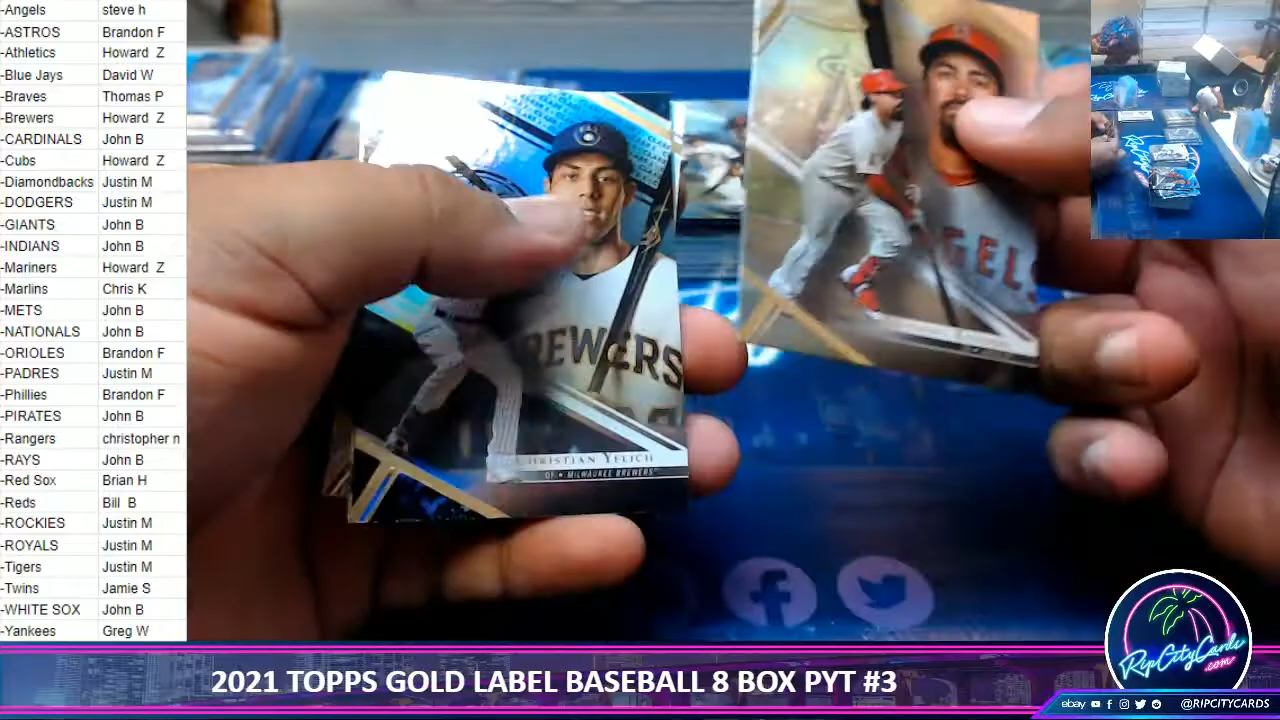 -Angels steve h
-ASTROS Brandon F
-Athletics Howard Z
-Blue Jays David W
-Braves Thomas P
-Brewers Howard Z
-CARDINALS John B
-Cubs Howard Z
-Diamondbacks Justin M
-DODGERS Justin M
-GIANTS John B
-INDIANS John B
-Mariners Howard Z
-Marlins Chris K
-METS John B
-NATIONALS John B
-ORIOLES Brandon F
-PADRES Justin M
-Phillies Brandon F
-PIRATES John B
-Rangers christopher n
-RAYS John B
-Red Sox Brian H
-Reds Bill B
-ROCKIES Justin M
-ROYALS Justin M
-Tigers Justin M
-Twins Jamie S
-WHITE SOX John B
-Yankees Greg W
BREWERS
CHRISTIAN YELICH
OF • MILWAUKEE BREWERS™
NGELS
RipCityCards
.com
2021 TOPPS GOLD LABEL BASEBALL 8 BOX PYT #3
ebay @RIPCITYCARDS